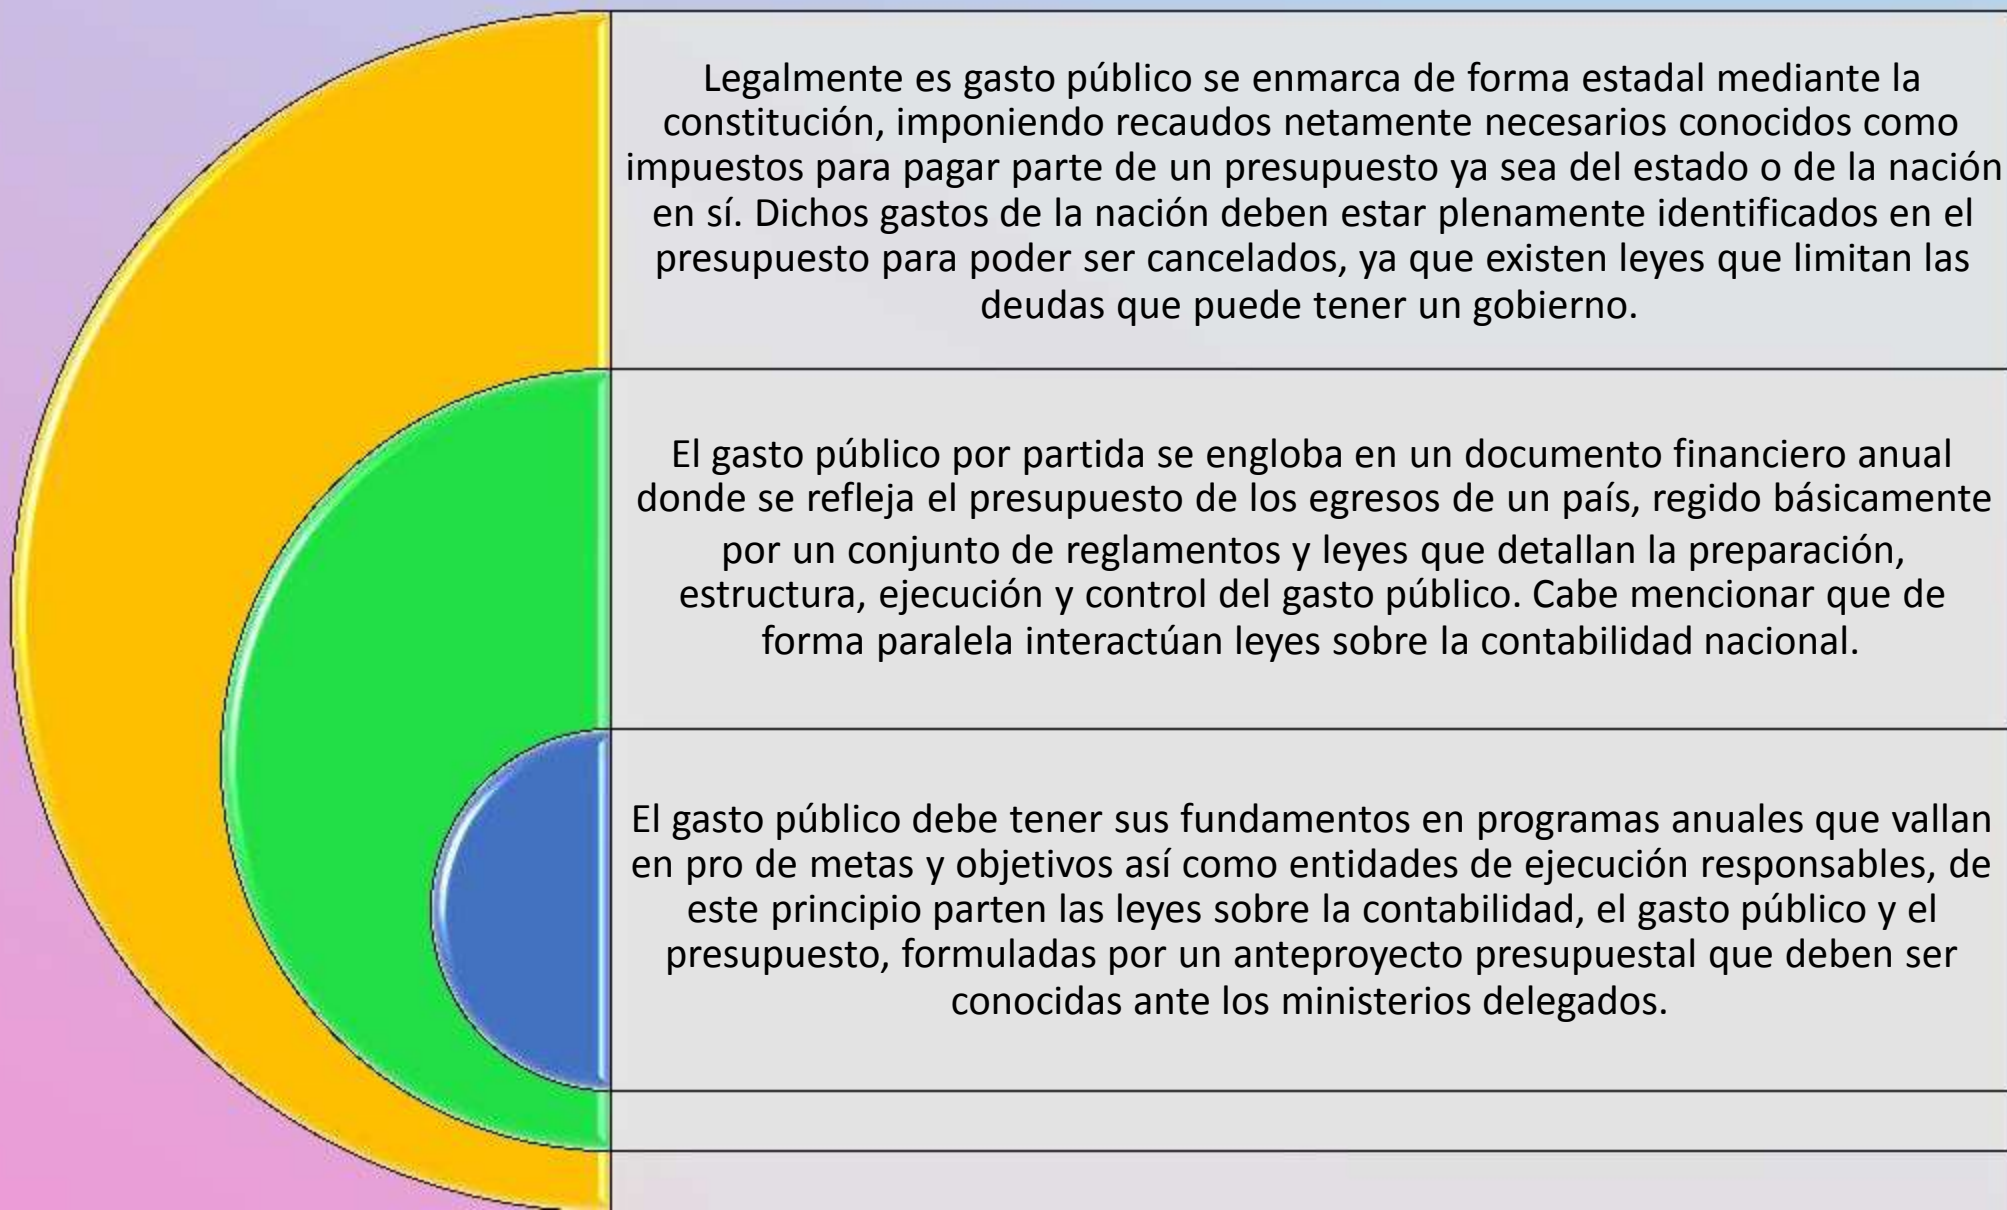 Legalmente es gasto público se enmarca de forma estadal mediante la
constitución, imponiendo recaudos netamente necesarios conocidos como
impuestos para pagar parte de un presupuesto ya sea del estado o de la nación
en sí. Dichos gastos de la nación deben estar plenamente identificados en el
presupuesto para poder ser cancelados, ya que existen leyes que limitan las
deudas que puede tener un gobierno.
El gasto público por partida se engloba en un documento financiero anual
donde se refleja el presupuesto de los egresos de un país, regido básicamente
por un conjunto de reglamentos y leyes que detallan la preparación,
estructura, ejecución y control del gasto público. Cabe mencionar que de
forma paralela interactúan leyes sobre la contabilidad nacional.
El gasto público debe tener sus fundamentos en programas anuales que vallan
en pro de metas y objetivos así como entidades de ejecución responsables, de
este principio parten las leyes sobre la contabilidad, el gasto público y el
presupuesto, formuladas por un anteproyecto presupuestal que deben ser
conocidas ante los ministerios delegados.